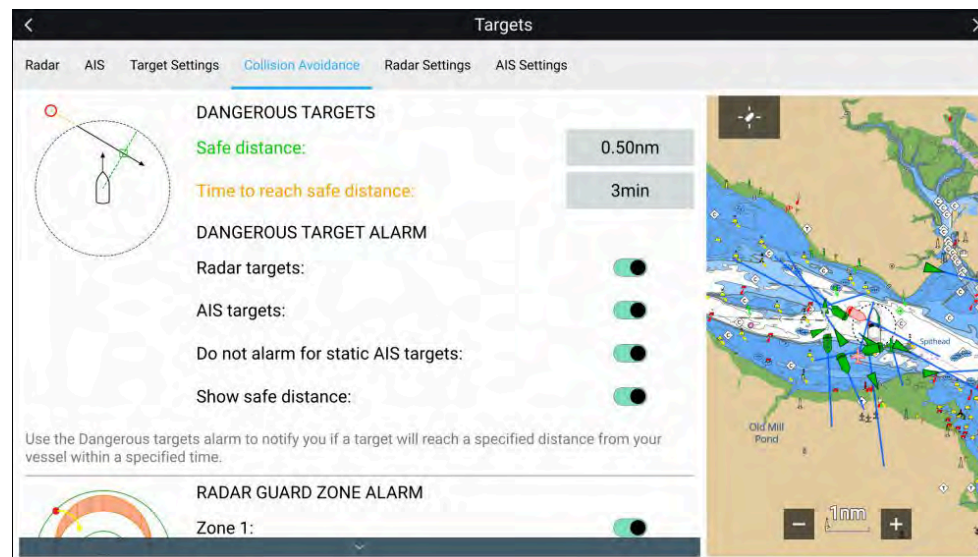 Targets
Radar AIS Target Settings Collision Avoidance Radar Settings AIS Settings
DANGEROUS TARGETS
Safe distance: 0.50nm
Time to reach safe distance: 3min
DANGEROUS TARGET ALARM
Radar targets:
AIS targets:
Do not alarm for static AIS targets:
Show safe distance:
Use the Dangerous targets alarm to notify you if a target will reach a specified distance from your
vessel within a specified time.
RADAR GUARD ZONE ALARM
Zone 1:
Spithead
Old Mill
Pond
1nm